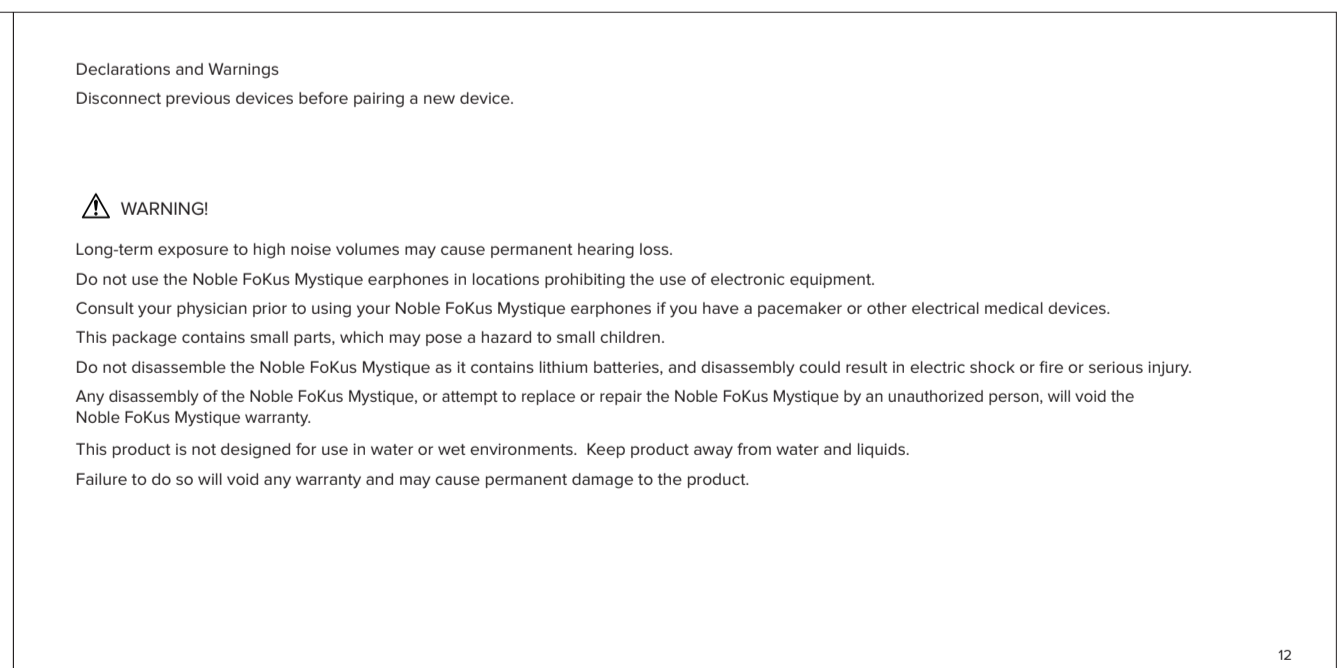 Declarations and Warnings
Disconnect previous devices before pairing a new device.
WARNING!
Long-term exposure to high noise volumes may cause permanent hearing loss.
Do not use the Noble FoKus Mystique earphones in locations prohibiting the use of electronic equipment.
Consult your physician prior to using your Noble FoKus Mystique earphones if you have a pacemaker or other electrical medical devices.
This package contains small parts, which may pose a hazard to small children.
Do not disassemble the Noble FoKus Mystique as it contains lithium batteries, and disassembly could result in electric shock or fire or serious injury.
Any disassembly of the Noble FoKus Mystique, or attempt to replace or repair the Noble FoKus Mystique by an unauthorized person, will void the
Noble FoKus Mystique warranty.
This product is not designed for use in water or wet environments.  Keep product away from water and liquids.
Failure to do so will void any warranty and may cause permanent damage to the product.
12